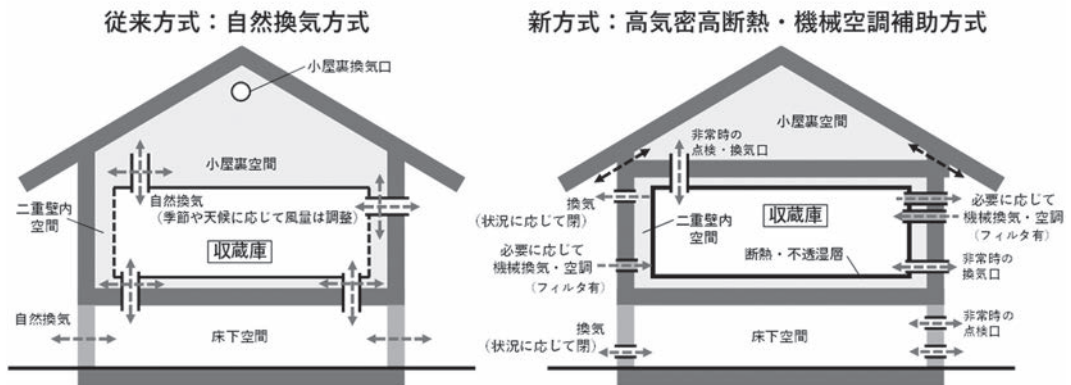 従来方式：自然換気方式
小屋裏換気口
小屋裏空間
自然換気
（季節や天候に応じて風量は調整）
二重壁内
空間
収蔵庫
自然換気
床下空間
新方式：高気密高断熱・機械空調補助方式
小屋裏空間
非常時の
点検・換気口
換気
（状況に応じて閉）
二重壁内
空間
収蔵庫
必要に応じて
機械換気・空調
（フィルタ有）
必要に応じて
機械換気・空調
（フィルタ有）
断熱・不透湿層
非常時の
換気口
換気
（状況に応じて閉）
床下空間
非常時の
点検口